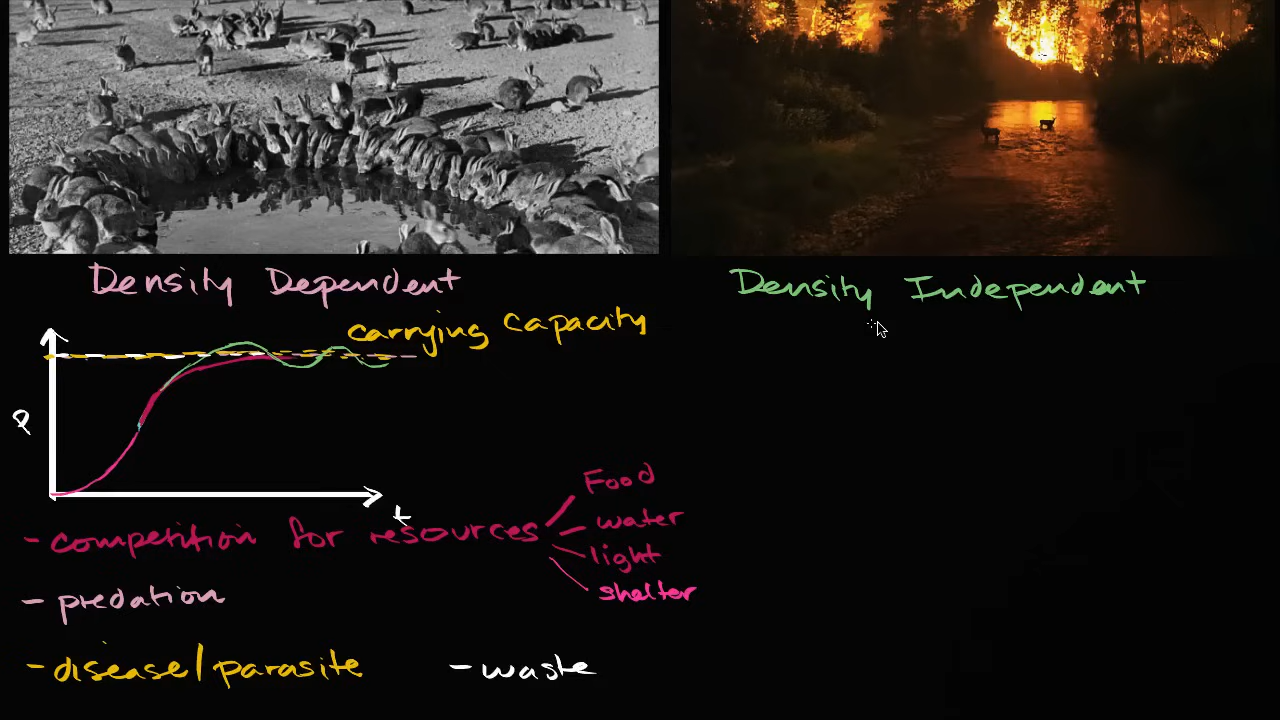 Density Dependent
Density Independent
carrying capacity
P
t
- competition for resources
Food
water
light
shelter
- predation
- disease/parasite
- waste